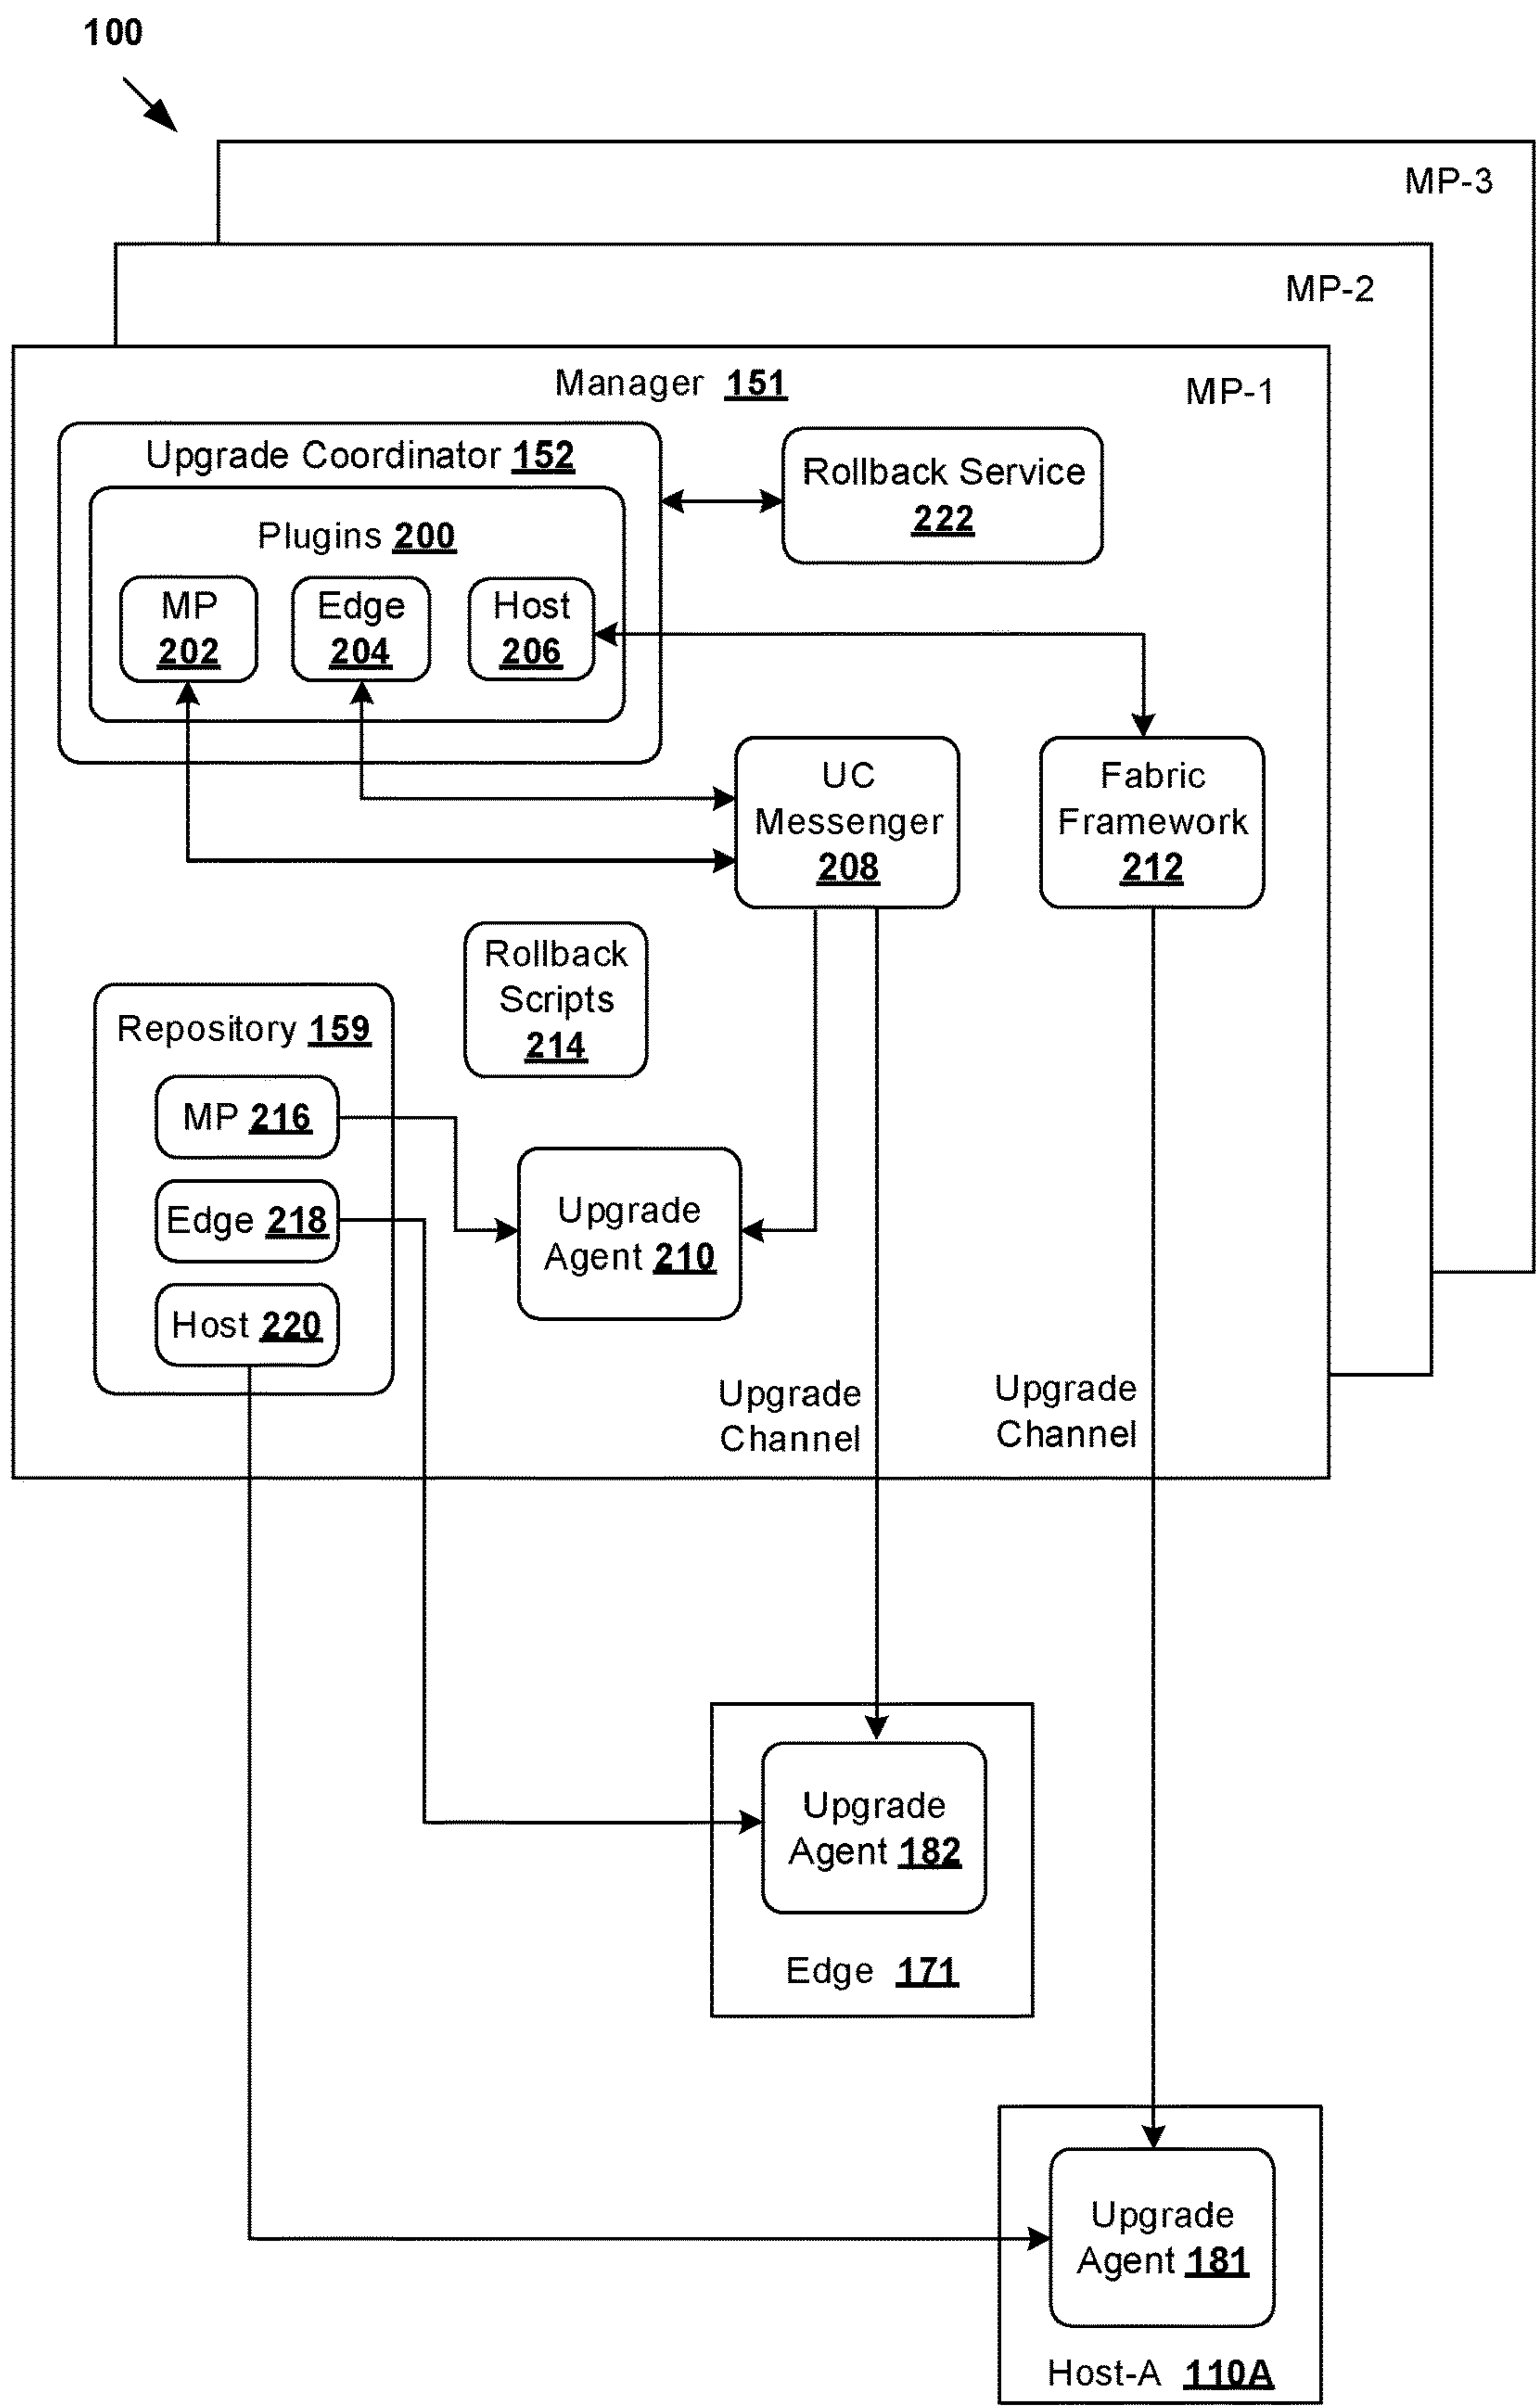 100
MP-3
MP-2
Manager 151
MP-1
Upgrade Coordinator 152
Rollback Service
222
Plugins 200
MP
202
Edge
204
Host
206
UC
Messenger
208
Fabric
Framework
212
Rollback
Scripts
214
Repository 159
MP 216
Edge 218
Host 220
Upgrade
Agent 210
Upgrade
Channel
Upgrade
Channel
Upgrade
Agent 182
Edge 171
Upgrade
Agent 181
Host-A 110A